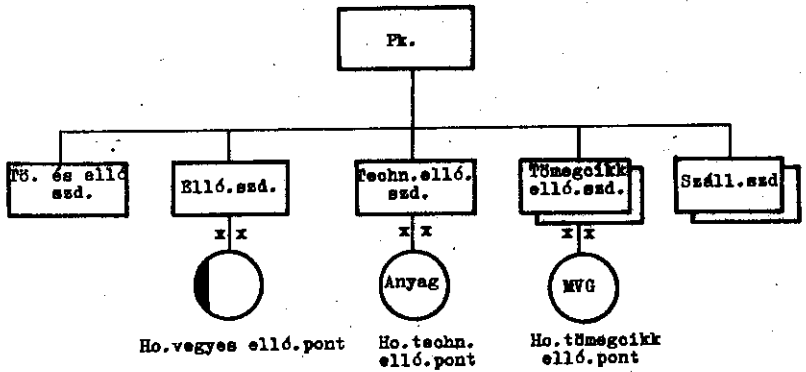 Pk.
Tö. és elló
szd.
Elló.szd.
Techn.elló.
szd.
Tömegcikk
elló.szd.
Száll.szd
x x
x x
x x
Anyag
MVG
Ho.vegyes elló.pont
Ho.techn.
elló.pont
Ho.tömegcikk
elló.pont